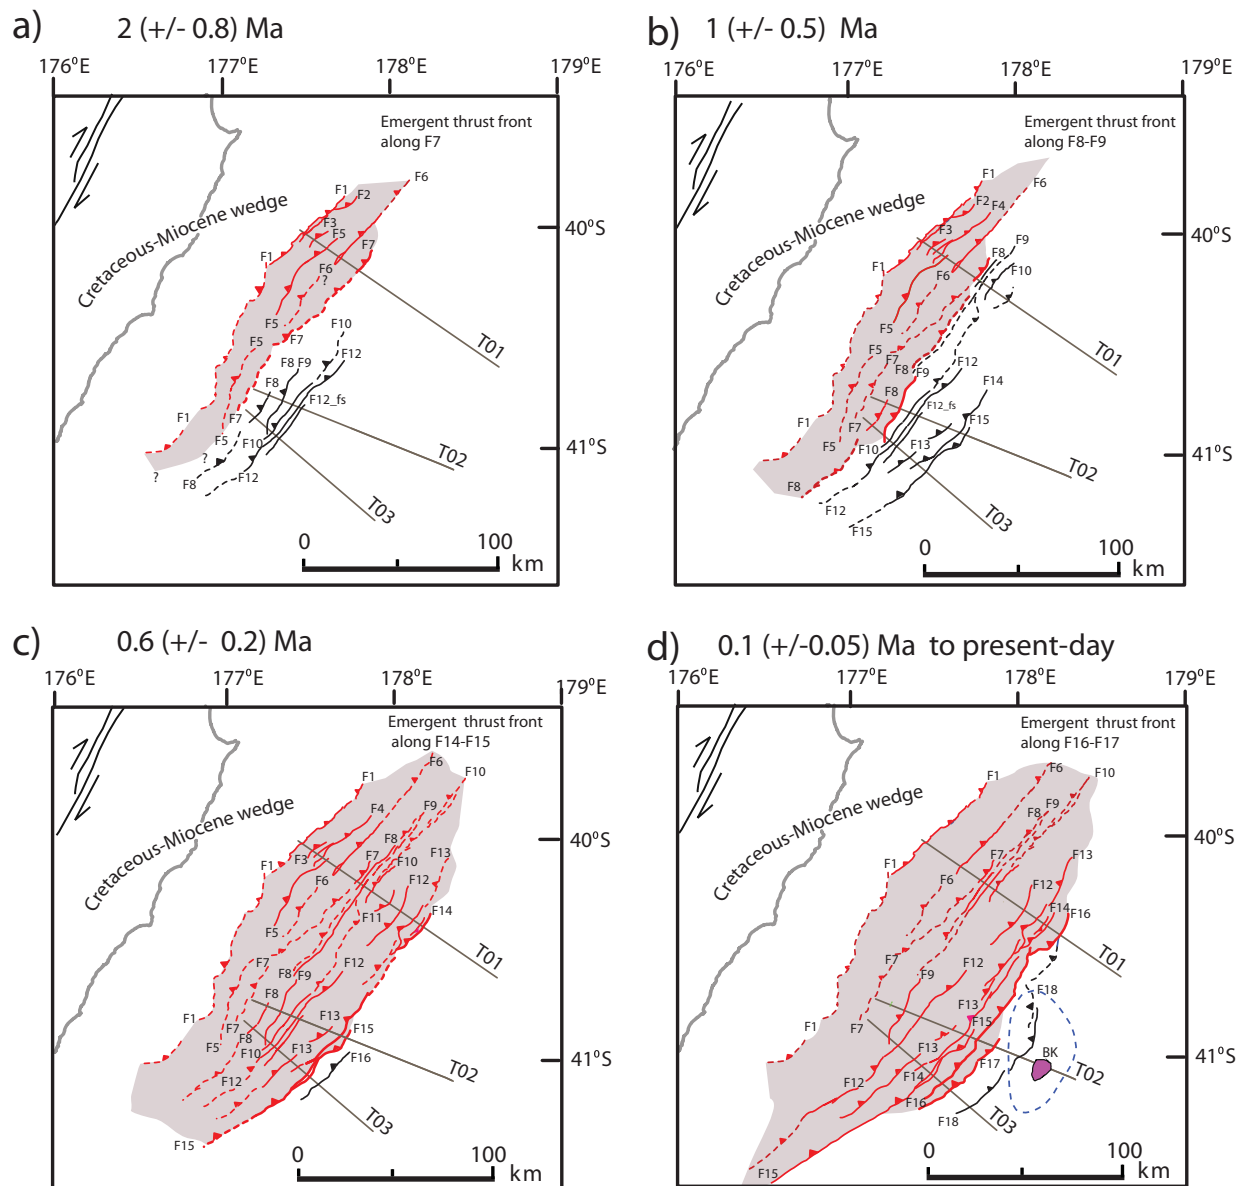 a)
2 (+/- 0.8) Ma
176°E
177°E
178°E
179°E
Emergent thrust front
along F7
Cretaceous-Miocene wedge
F1
F2
F6
F3
F5
F7
F1
F6
?
F5
F7
F5
F10
F8 F9
F12
F8
F12_fs
F1
F7
F5
F10
?
?
F8
F12
T01
T02
T03
40°S
41°S
0
100
km
b)
1 (+/- 0.5) Ma
176°E
177°E
178°E
179°E
Emergent thrust front
along F8-F9
Cretaceous-Miocene wedge
F1
F6
F2
F4
F3
F9
F8
F10
F1
F6
F5
F5
F7
F8
F9
F12
F14
F8
F12_fs
F15
F1
F7
F5
F10
F13
F8
F12
F15
T01
T02
T03
40°S
41°S
0
100
km
c)
0.6 (+/- 0.2) Ma
176°E
177°E
178°E
179°E
Emergent thrust front
along F14-F15
Cretaceous-Miocene wedge
F6
F1
F10
F4
F9
F8
F3
F7
F10
F13
F1
F6
F12
F11
F14
F5
F7
F8
F9
F12
F8
F1
F7
F13
F15
F5
F8
F10
F13
F16
F12
F15
T01
T02
T03
40°S
41°S
0
100
km
d)
0.1 (+/-0.05) Ma to present-day
176°E
177°E
178°E
179°E
Emergent thrust front
along F16-F17
Cretaceous-Miocene wedge
F6
F1
F10
F9
F8
F7
F13
F1
F6
F12
F14
F16
F7
F9
F12
F18
F13
F15
F7
F1
F13
F17
BK
F12
F14
F16
F18
F15
T01
T02
T03
40°S
41°S
0
100
km